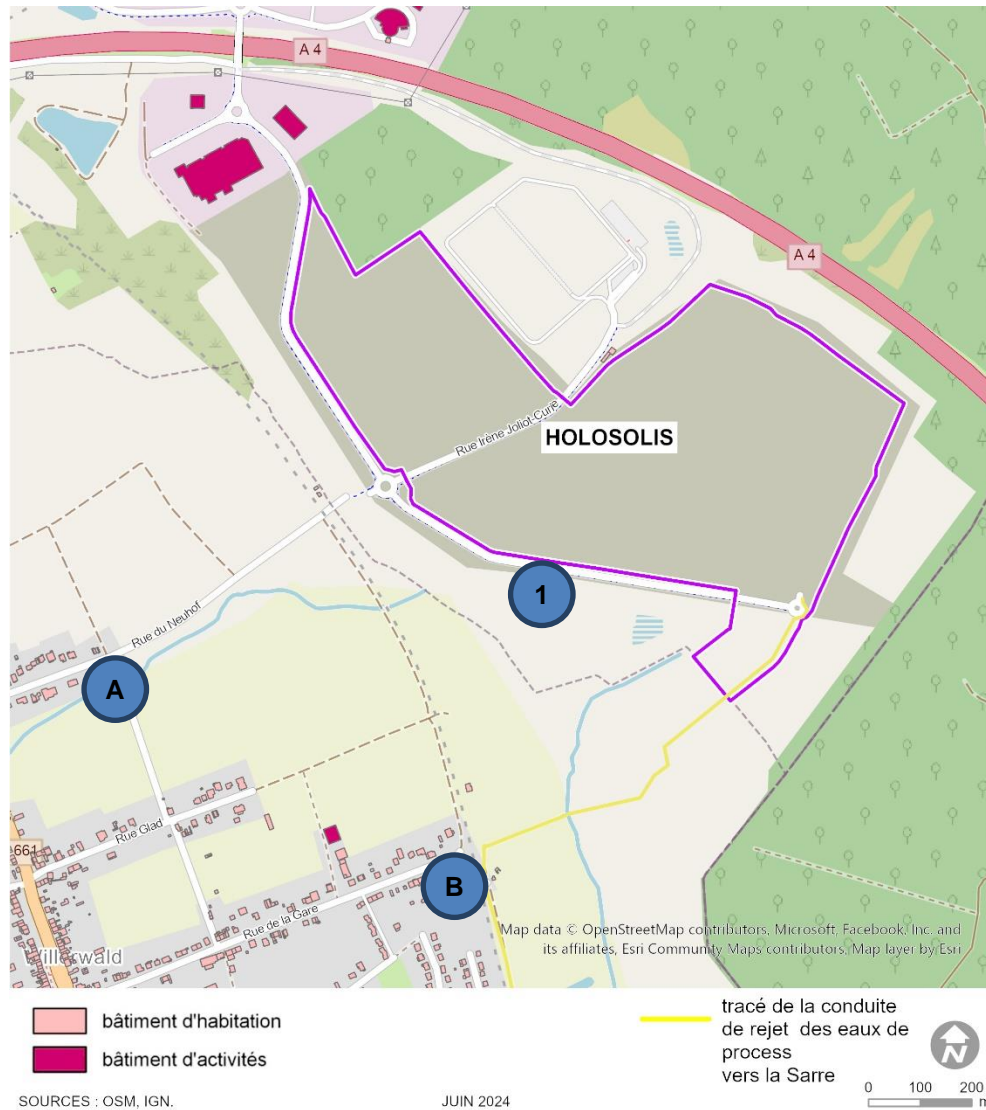 A 4
A 4
Rue Irène Joliot-Curie
HOLOSOLIS
1
Rue du Neuhof
A
Rue Glad
661
B
Rue de la Gare
Willerwald
Map data © OpenStreetMap contributors, Microsoft, Facebook, Inc. and
its affiliates, Esri Community Maps contributors, Map layer by Esri
bâtiment d'habitation
bâtiment d'activités
tracé de la conduite
de rejet des eaux de
process
vers la Sarre
N
0 100 200
m
SOURCES : OSM, IGN.
JUIN 2024